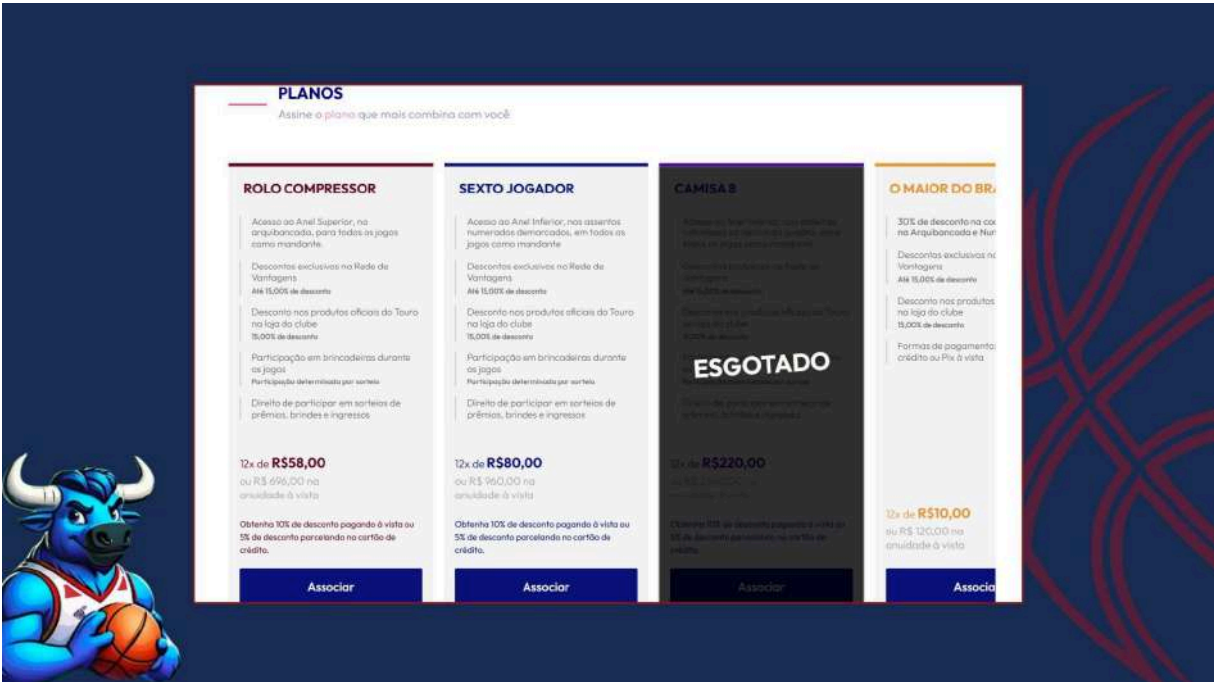 PLANOS
Assine o plano que mais combina com você
ROLO COMPRESSOR
Acesso ao Anel Superior, na
arquibancada, para todos os jogos
como mandante.
Descontos exclusivos na Rede de
Vantagens
Até 15,00% de desconto
Desconto nos produtos oficiais do Touro
na loja do clube
15,00% de desconto
Participação em brincadeiras durante
os jogos
Participação determinada por sorteio
Direito de participar em sorteios de
prêmios, brindes e ingressos
12x de R$58,00
ou R$ 696,00 na
anuidade à vista
Obtenha 10% de desconto pagando à vista ou
5% de desconto parcelando no cartão de
crédito.
Associar
SEXTO JOGADOR
Acesso ao Anel Inferior, nos assentos
numerados demarcados, em todos os
jogos como mandante
Descontos exclusivos na Rede de
Vantagens
Até 15,00% de desconto
Desconto nos produtos oficiais do Touro
na loja do clube
15,00% de desconto
Participação em brincadeiras durante
os jogos
Participação determinada por sorteio
Direito de participar em sorteios de
prêmios, brindes e ingressos
12x de R$80,00
ou R$ 960,00 na
anuidade à vista
Obtenha 10% de desconto pagando à vista ou
5% de desconto parcelando no cartão de
crédito.
Associar
CAMISA 8
ESGOTADO
12x de R$220,00
Associar
O MAIOR DO BRA
30% de desconto na co
na Arquibancada e Nu
Descontos exclusivos na
Vantagens
Até 15,00% de desconto
Desconto nos produtos
na loja do clube
15,00% de desconto
Formas de pagamento:
crédito ou Pix à vista
12x de R$10,00
ou R$ 120,00 na
anuidade à vista
Associa